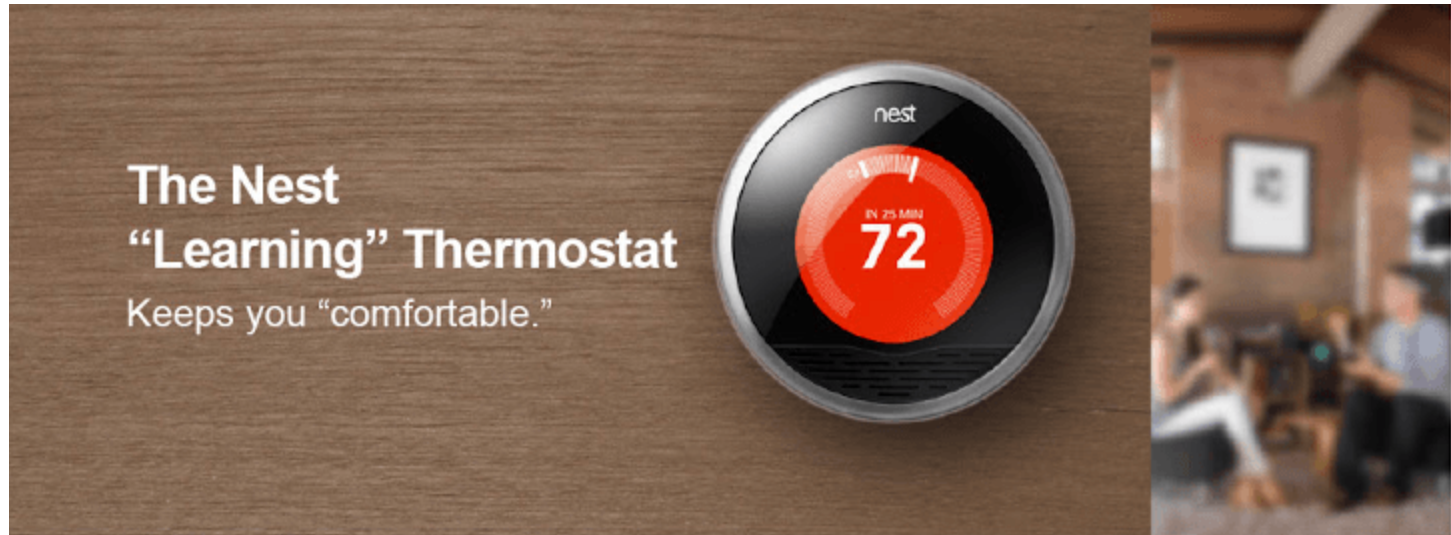 The Nest
“Learning” Thermostat
Keeps you “comfortable.”
nest
IN 25 MIN
72